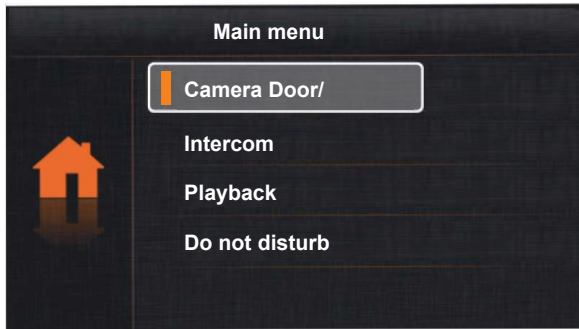 Main menu
Camera Door/
Intercom
Playback
Do not disturb